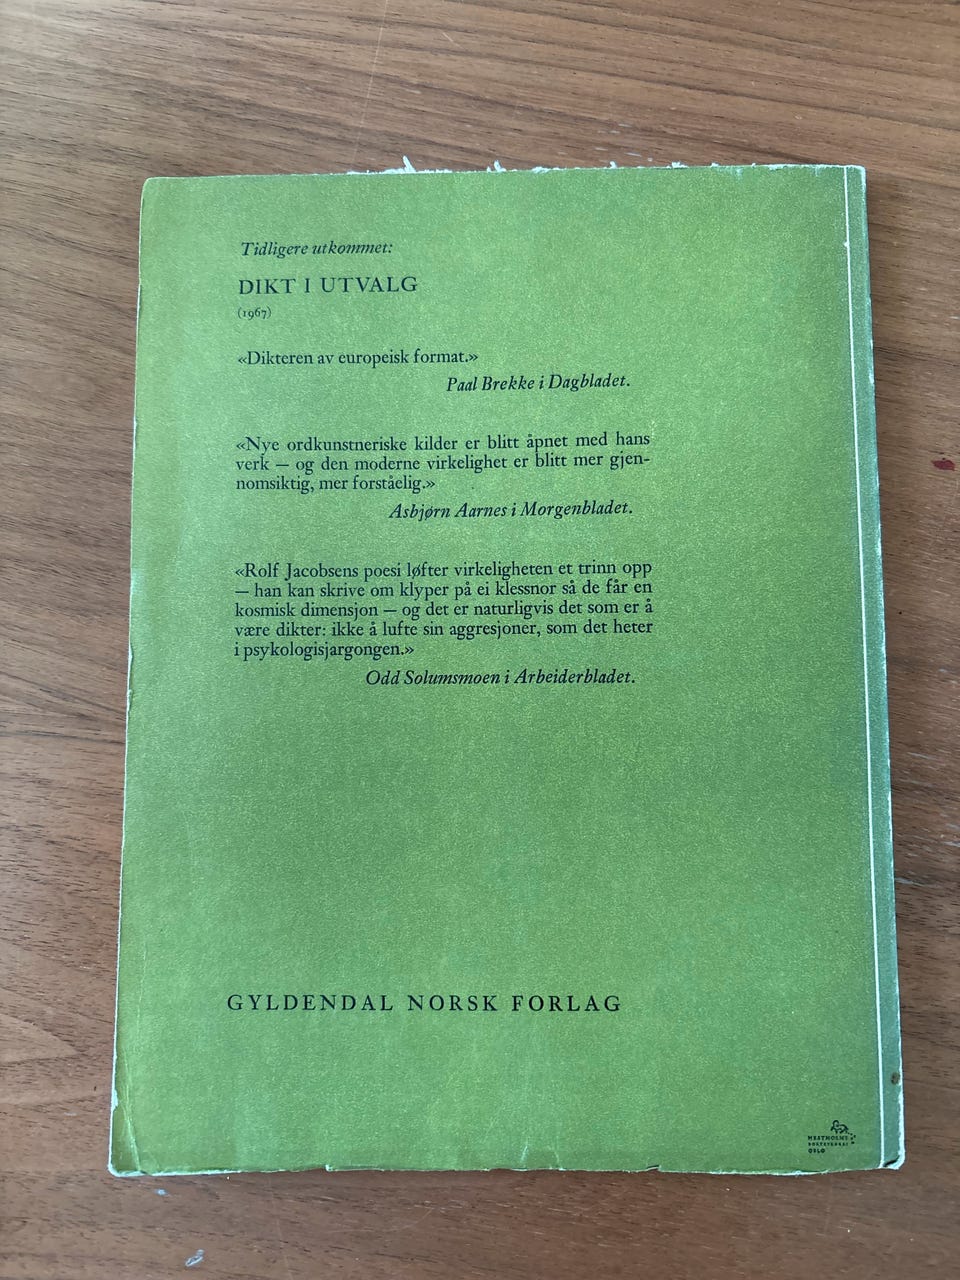 Tidligere utkommet:
DIKT I UTVALG
(1967)
«Dikteren av europeisk format.»
Paal Brekke i Dagbladet.
«Nye ordkunstneriske kilder er blitt åpnet med hans
verk — og den moderne virkelighet er blitt mer gjen-
nomsiktig, mer forståelig.»
Asbjørn Aarnes i Morgenbladet.
«Rolf Jacobsens poesi løfter virkeligheten et trinn opp
— han kan skrive om klyper på ei klessnor så de får en
kosmisk dimensjon — og det er naturligvis det som er å
være dikter: ikke å lufte sin aggresjoner, som det heter
i psykologisjargongen.»
Odd Solumsmoen i Arbeiderbladet.
GYLDENDAL NORSK FORLAG
OSLO